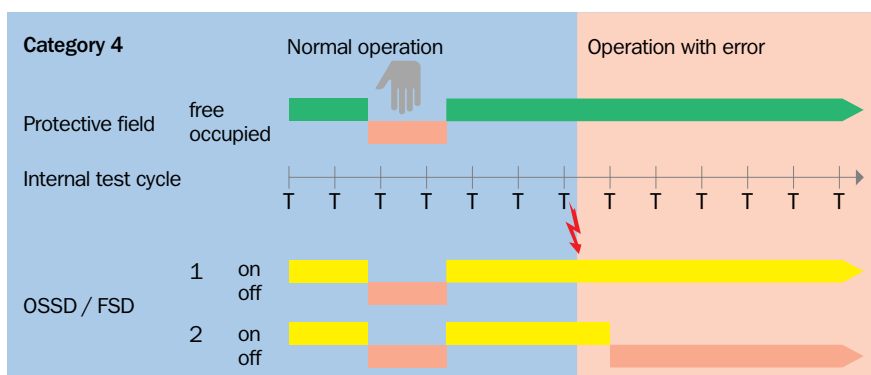 Category 4
Normal operation
Operation with error
Protective field
free
occupied
Internal test cycle
T T T T T T T T T T T T T
OSSD / FSD
1 on
off
2 on
off